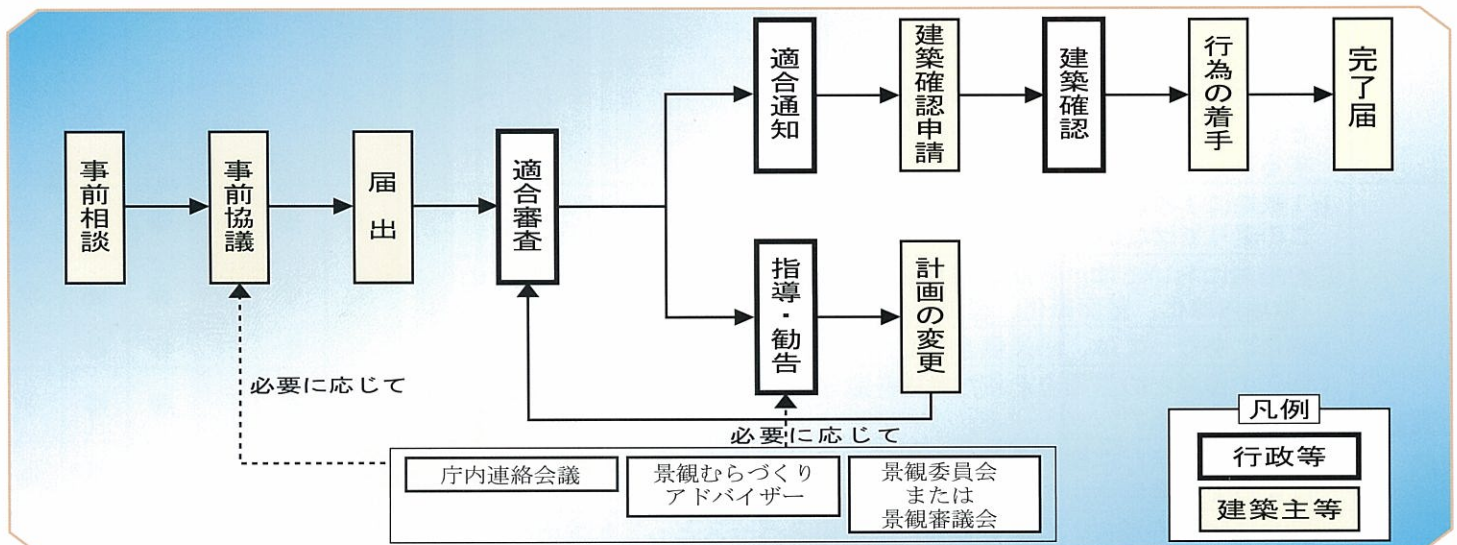 事前相談
事前協議
届出
適合審査
適合通知
建築確認申請
建築確認
行為の着手
完了届
指導・勧告
計画の変更
必要に応じて
必要に応じて
庁内連絡会議
景観むらづくり
アドバイザー
景観委員会
または
景観審議会
凡例
行政等
建築主等